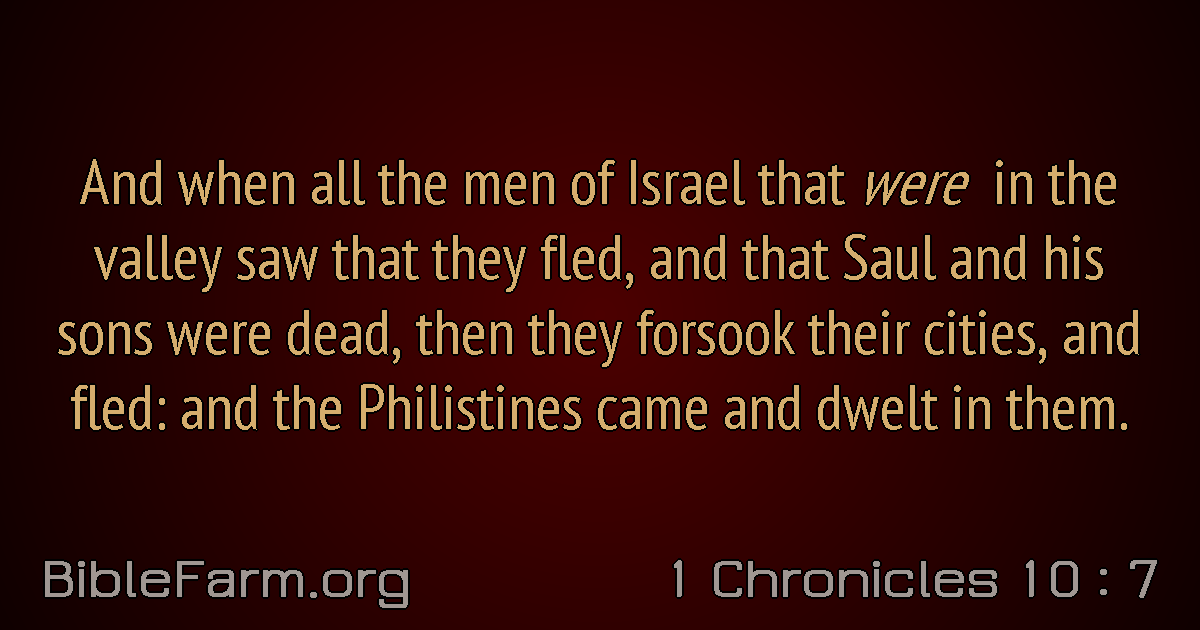 And when all the men of Israel that were in the
valley saw that they fled, and that Saul and his
sons were dead, then they forsook their cities, and
fled: and the Philistines came and dwelt in them.
BibleFarm.org
1 Chronicles 10 : 7